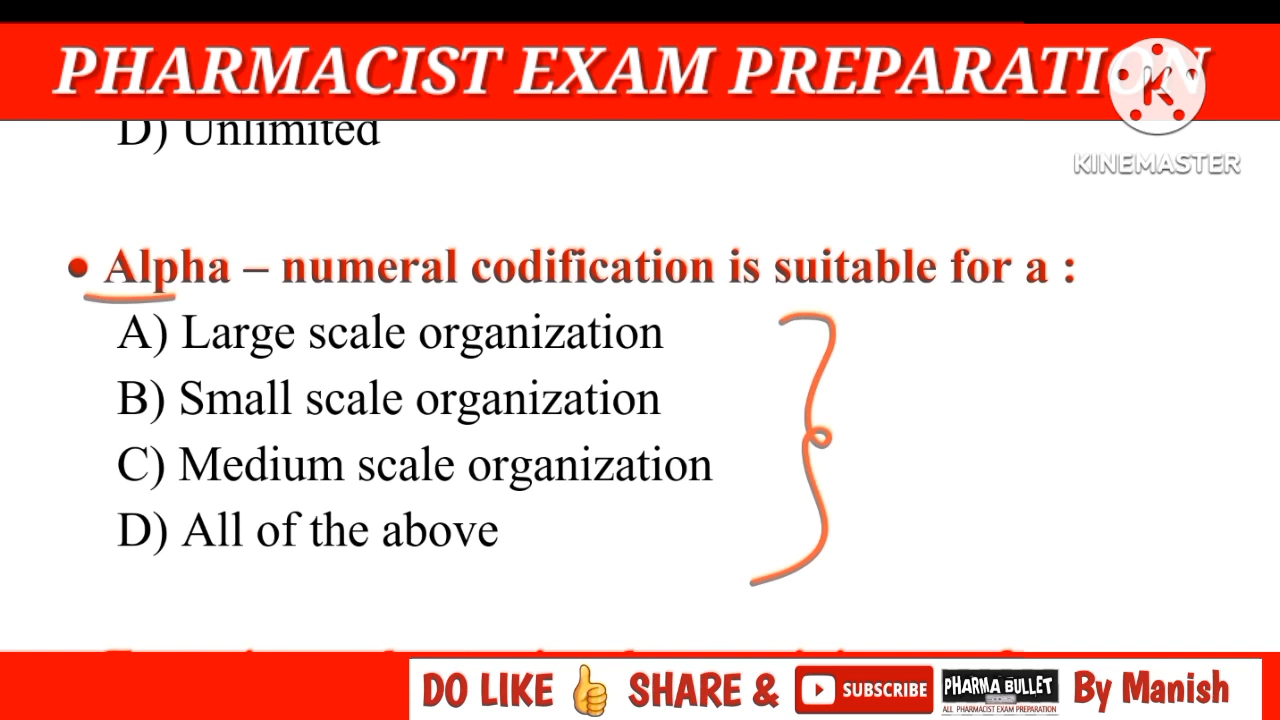 PHARMACIST EXAM PREPARATION
K
KINEMASTER
D) Unlimited
• Alpha – numeral codification is suitable for a :
A) Large scale organization
B) Small scale organization
C) Medium scale organization
D) All of the above
DO LIKE SHARE & SUBSCRIBE PHARMA BULLET By Manish
ALL PHARMACIST EXAM PREPARATION